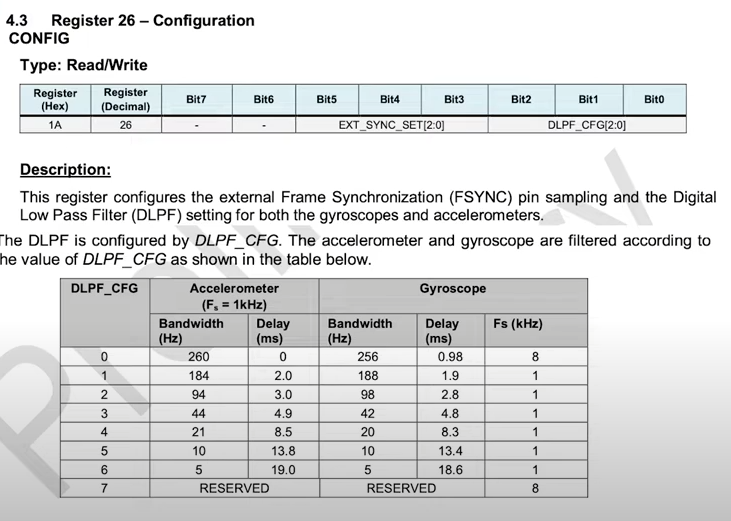 4.3 Register 26 – Configuration
CONFIG
Type: Read/Write
Register (Hex) Register (Decimal) Bit7 Bit6 Bit5 Bit4 Bit3 Bit2 Bit1 Bit0
1A 26 - - EXT_SYNC_SET[2:0] DLPF_CFG[2:0]
Description:
This register configures the external Frame Synchronization (FSYNC) pin sampling and the Digital
Low Pass Filter (DLPF) setting for both the gyroscopes and accelerometers.
The DLPF is configured by DLPF_CFG. The accelerometer and gyroscope are filtered according to
he value of DLPF_CFG as shown in the table below.
DLPF_CFG Accelerometer (Fs = 1kHz) Gyroscope
Bandwidth (Hz) Delay (ms) Bandwidth (Hz) Delay (ms) Fs (kHz)
0 260 0 256 0.98 8
1 184 2.0 188 1.9 1
2 94 3.0 98 2.8 1
3 44 4.9 42 4.8 1
4 21 8.5 20 8.3 1
5 10 13.8 10 13.4 1
6 5 19.0 5 18.6 1
7 RESERVED RESERVED 8